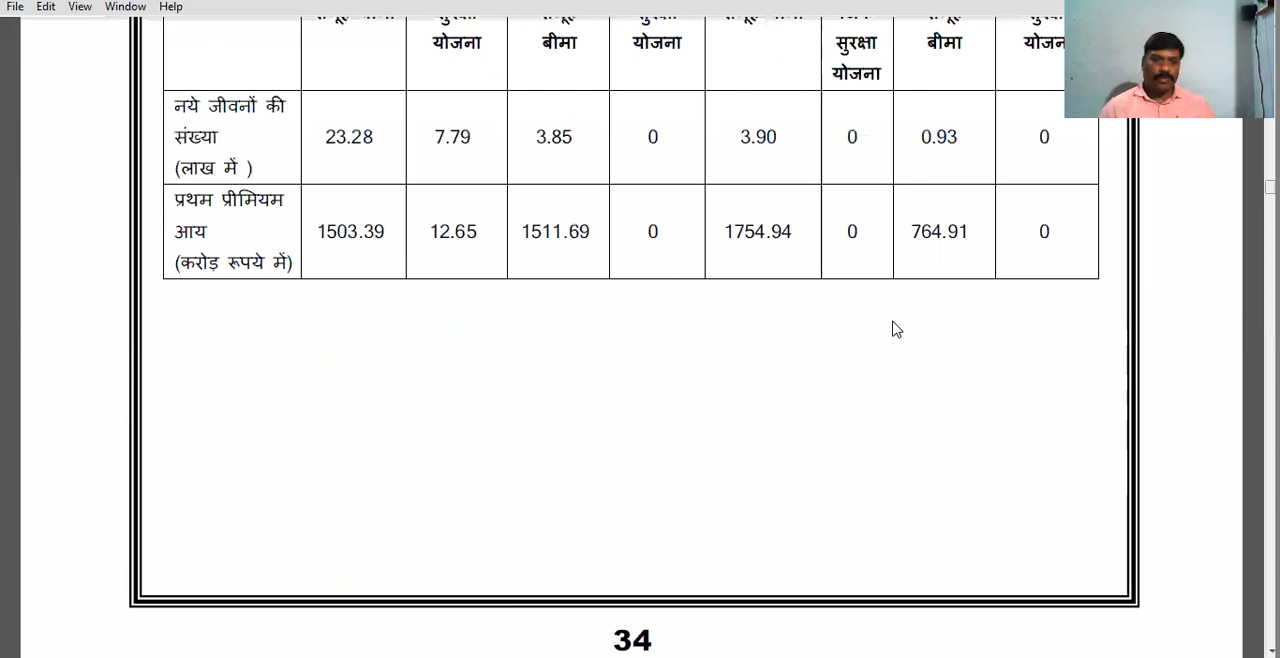 File Edit View Window Help
योजना बीमा योजना सुरक्षा बीमा
योजना
नये जीवनों की
संख्या
(लाख में )
23.28 7.79 3.85 0 3.90 0 0.93 0
प्रथम प्रीमियम
आय
(करोड़ रूपये में)
1503.39 12.65 1511.69 0 1754.94 0 764.91 0
34